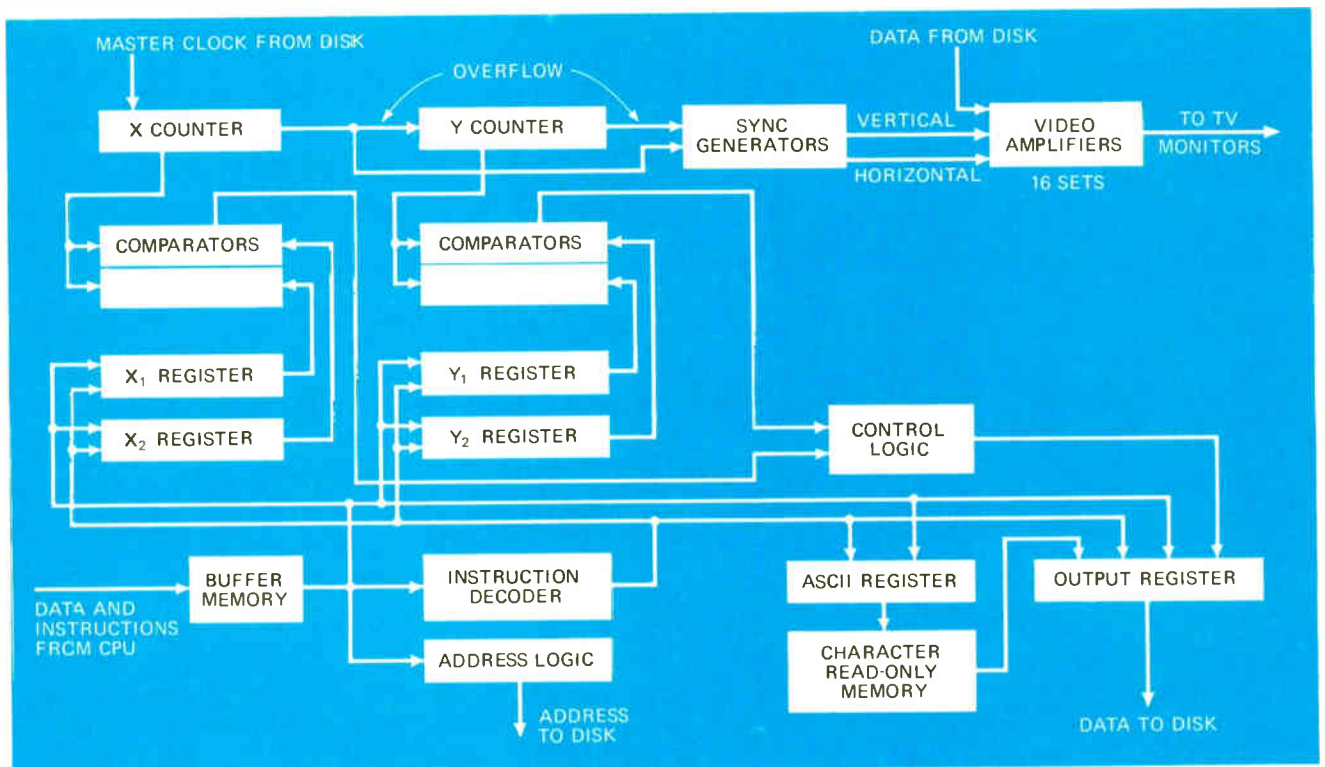 MASTER CLOCK FROM DISK
DATA FROM DISK
OVERFLOW
X COUNTER
Y COUNTER
SYNC
GENERATORS
VERTICAL
HORIZONTAL
VIDEO
AMPLIFIERS
16 SETS
TO TV
MONITORS
COMPARATORS
COMPARATORS
X₁ REGISTER
X₂ REGISTER
Y₁ REGISTER
Y₂ REGISTER
CONTROL
LOGIC
DATA AND
INSTRUCTIONS
FRCM CPU
BUFFER
MEMORY
INSTRUCTION
DECODER
ADDRESS LOGIC
ADDRESS
TO DISK
ASCII REGISTER
CHARACTER
READ-ONLY
MEMORY
OUTPUT REGISTER
DATA TO DISK